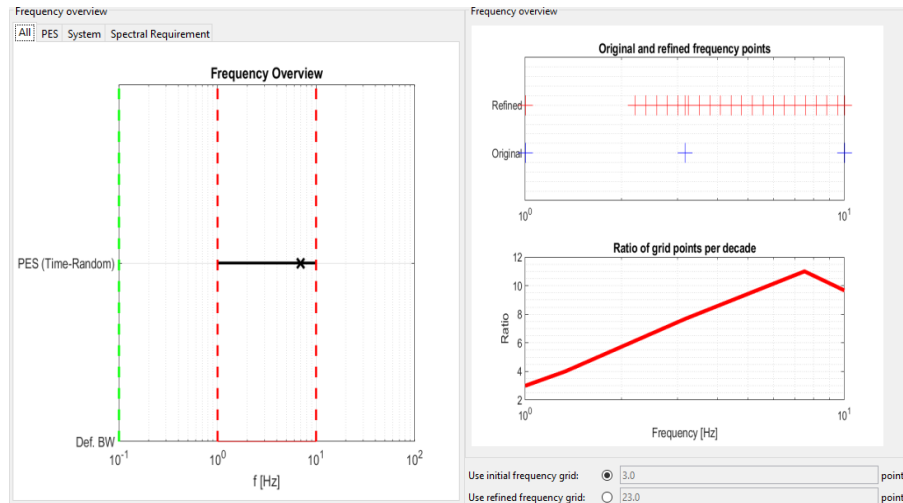 Frequency overview
All PES System Spectral Requirement
Frequency Overview
PES (Time-Random)
Def. BW
10-1 100 101 102
f [Hz]
Frequency overview
Original and refined frequency points
Refined
Original
100 101
Ratio of grid points per decade
12
10
8
6
4
2
Ratio
100 101
Frequency [Hz]
Use initial frequency grid: 3.0 point
Use refined frequency grid: 23.0 point